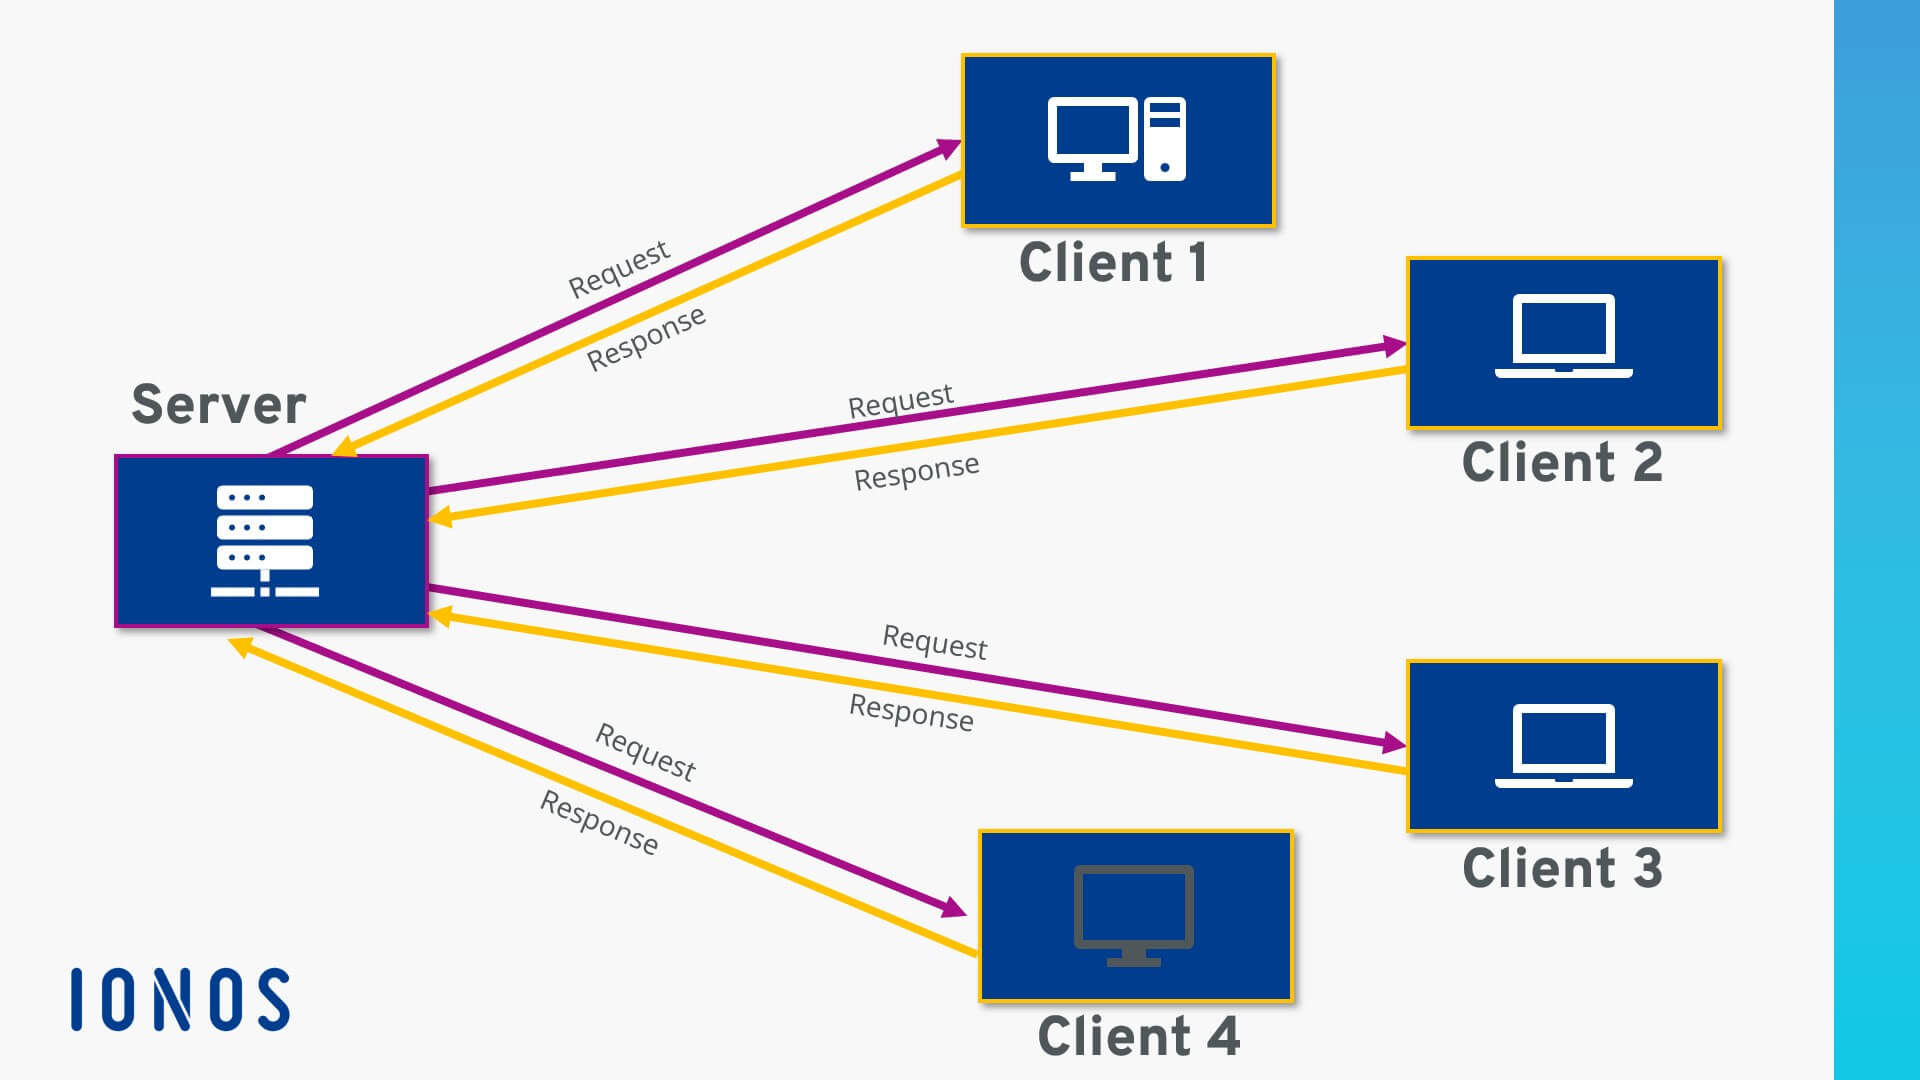 Client 1
Request
Response
Client 2
Server
Request
Response
Request
Response
Client 3
Request
Response
Client 4
IONOS